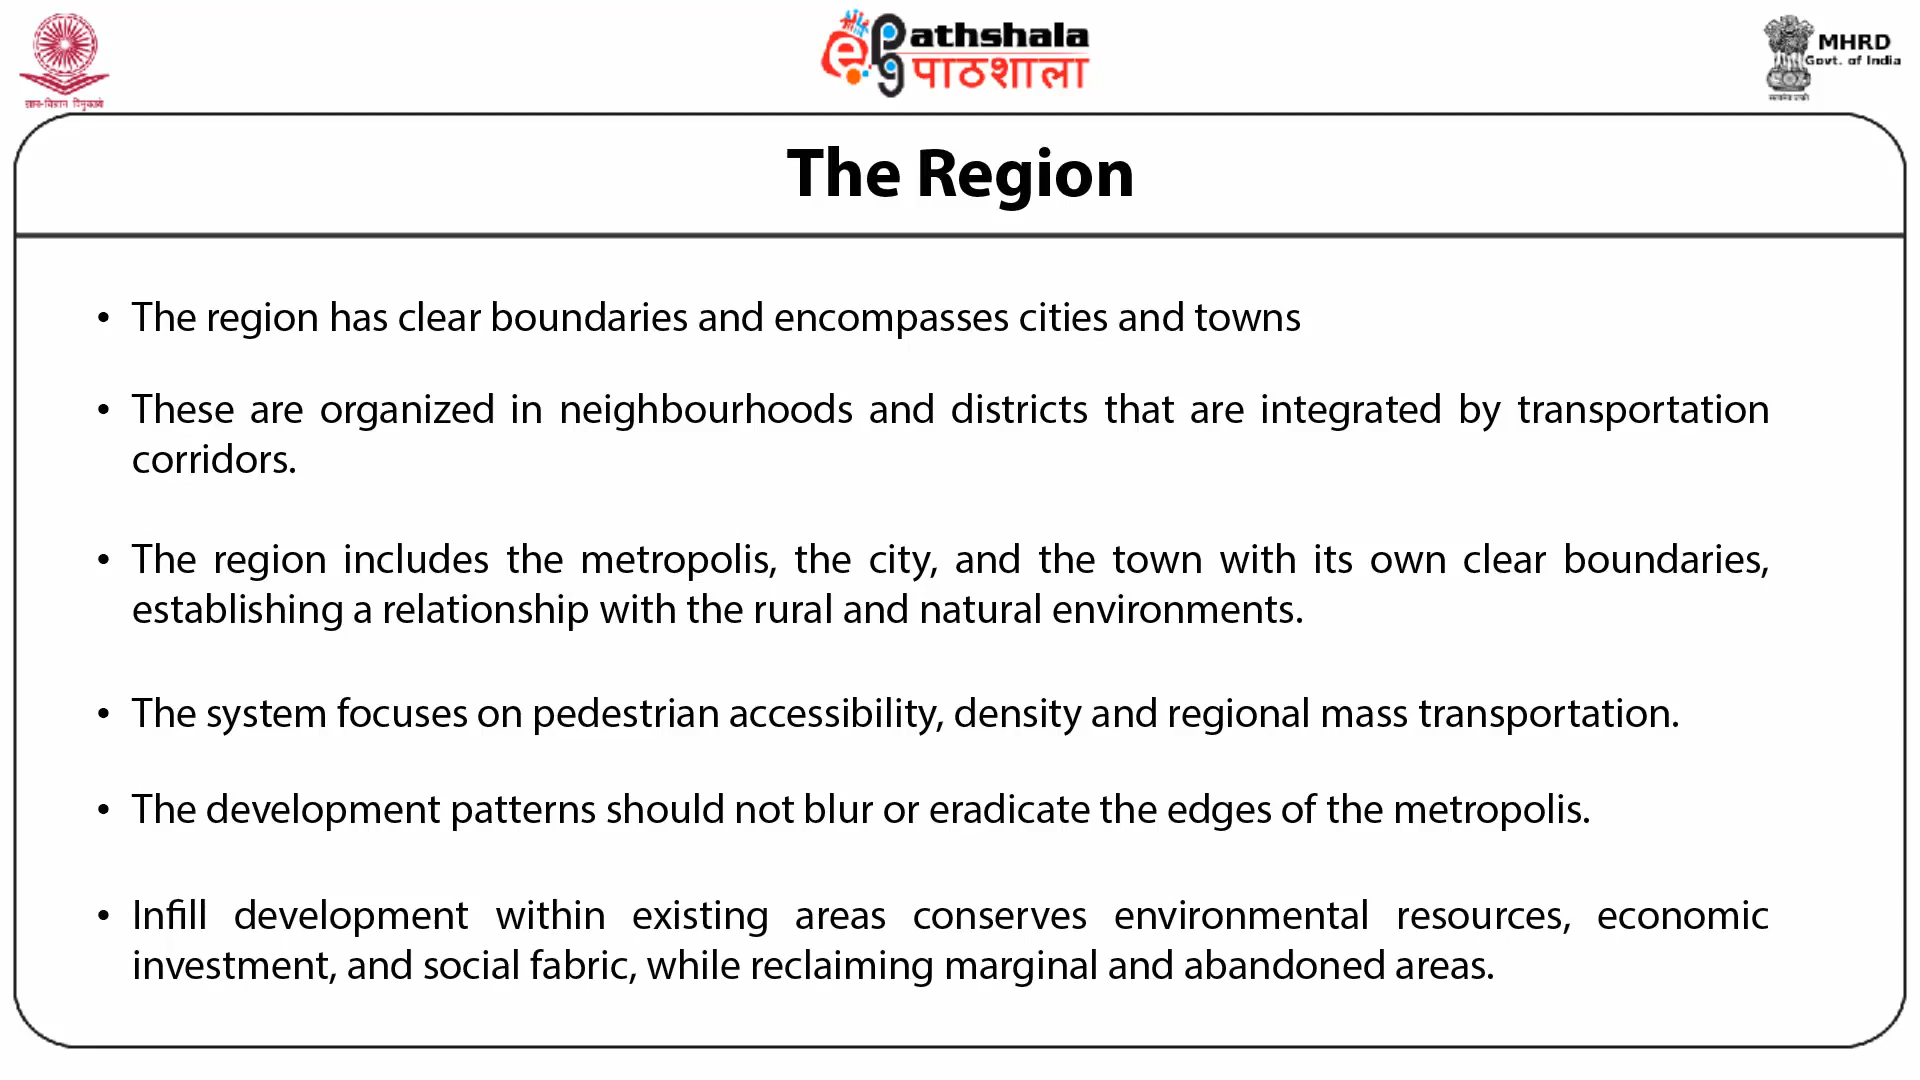 ePGathshala
पाठशाला
MHRD
Govt. of India
The Region
• The region has clear boundaries and encompasses cities and towns
• These are organized in neighbourhoods and districts that are integrated by transportation
corridors.
• The region includes the metropolis, the city, and the town with its own clear boundaries,
establishing a relationship with the rural and natural environments.
• The system focuses on pedestrian accessibility, density and regional mass transportation.
• The development patterns should not blur or eradicate the edges of the metropolis.
• Infill development within existing areas conserves environmental resources, economic
investment, and social fabric, while reclaiming marginal and abandoned areas.